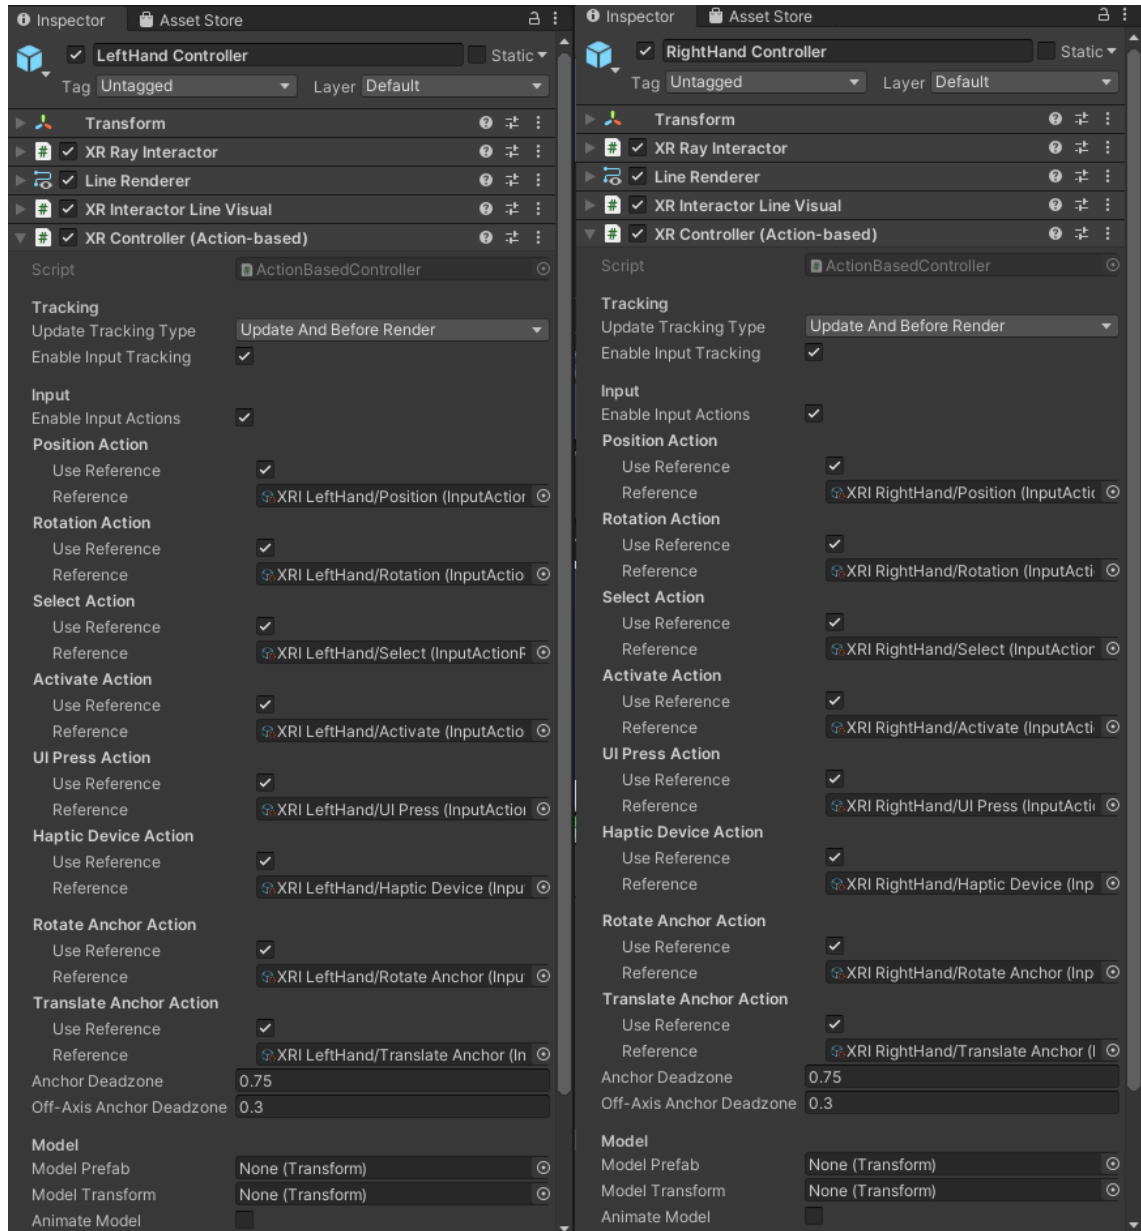 Inspector
Asset Store
LeftHand Controller
Static
Tag Untagged
Layer Default
Transform
XR Ray Interactor
Line Renderer
XR Interactor Line Visual
XR Controller (Action-based)
Script
ActionBasedController
Tracking
Update Tracking Type
Update And Before Render
Enable Input Tracking
Input
Enable Input Actions
Position Action
Use Reference
Reference
XRI LeftHand/Position (InputAction
Rotation Action
Use Reference
Reference
XRI LeftHand/Rotation (InputActio
Select Action
Use Reference
Reference
XRI LeftHand/Select (InputActionF
Activate Action
Use Reference
Reference
XRI LeftHand/Activate (InputActio
UI Press Action
Use Reference
Reference
XRI LeftHand/UI Press (InputAction
Haptic Device Action
Use Reference
Reference
XRI LeftHand/Haptic Device (Inpu
Rotate Anchor Action
Use Reference
Reference
XRI LeftHand/Rotate Anchor (Inpu
Translate Anchor Action
Use Reference
Reference
XRI LeftHand/Translate Anchor (In
Anchor Deadzone
0.75
Off-Axis Anchor Deadzone
0.3
Model
Model Prefab
None (Transform)
Model Transform
None (Transform)
Animate Model
Inspector
Asset Store
RightHand Controller
Static
Tag Untagged
Layer Default
Transform
XR Ray Interactor
Line Renderer
XR Interactor Line Visual
XR Controller (Action-based)
Script
ActionBasedController
Tracking
Update Tracking Type
Update And Before Render
Enable Input Tracking
Input
Enable Input Actions
Position Action
Use Reference
Reference
XRI RightHand/Position (InputActic
Rotation Action
Use Reference
Reference
XRI RightHand/Rotation (InputActi
Select Action
Use Reference
Reference
XRI RightHand/Select (InputAction
Activate Action
Use Reference
Reference
XRI RightHand/Activate (InputActi
UI Press Action
Use Reference
Reference
XRI RightHand/UI Press (InputActi
Haptic Device Action
Use Reference
Reference
XRI RightHand/Haptic Device (Inp
Rotate Anchor Action
Use Reference
Reference
XRI RightHand/Rotate Anchor (Inp
Translate Anchor Action
Use Reference
Reference
XRI RightHand/Translate Anchor (I
Anchor Deadzone
0.75
Off-Axis Anchor Deadzone
0.3
Model
Model Prefab
None (Transform)
Model Transform
None (Transform)
Animate Model